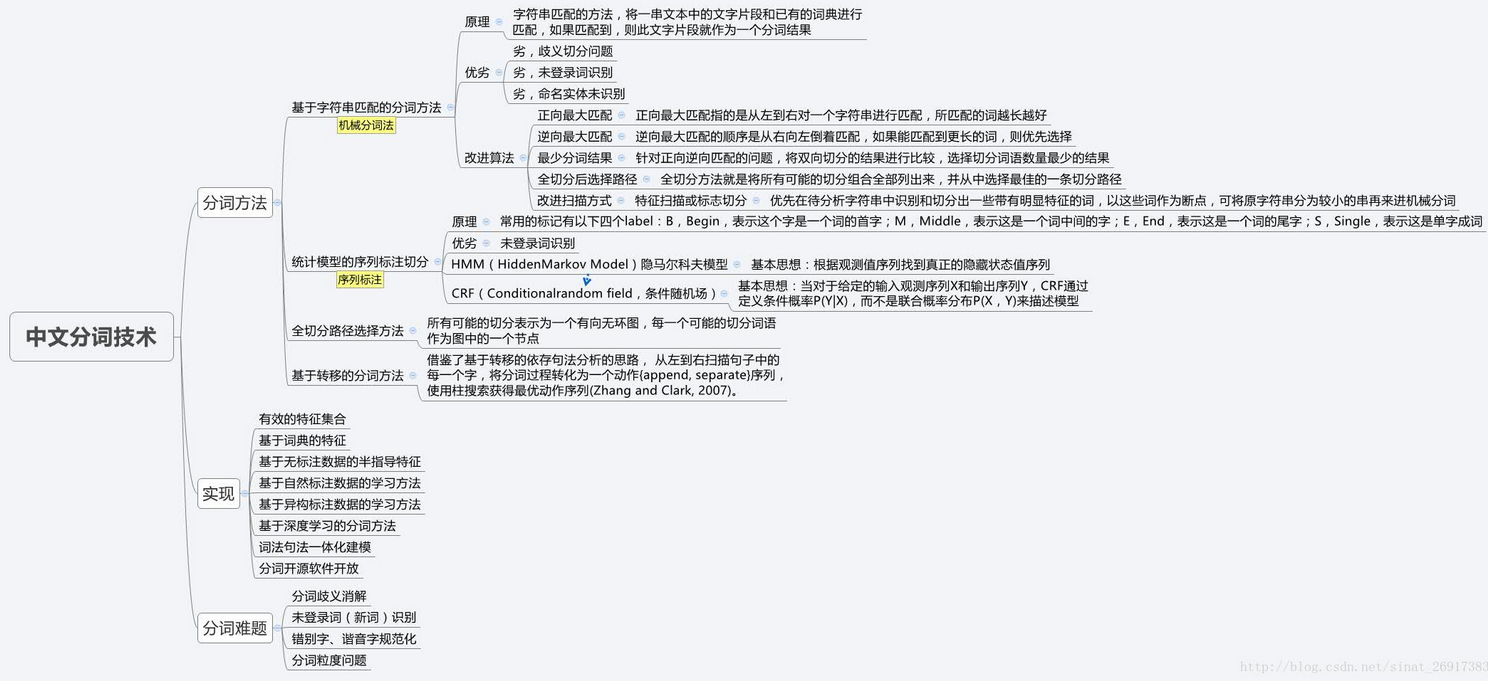 中文分词技术
分词方法
基于字符串匹配的分词方法
机械分词法
原理
字符串匹配的方法，将一串文本中的文字片段和已有的词典进行
匹配，如果匹配到，则此文字片段就作为一个分词结果
优劣
劣，歧义切分问题
劣，未登录词识别
劣，命名实体未识别
改进算法
正向最大匹配
正向最大匹配指的是从左到右对一个字符串进行匹配，所匹配的词越长越好
逆向最大匹配
逆向最大匹配的顺序是从右向左倒着匹配，如果能匹配到更长的词，则优先选择
最少分词结果
针对正向逆向匹配的问题，将双向切分的结果进行比较，选择切分词语数量最少的结果
全切分后选择路径
全切分方法就是将所有可能的切分组合全部列出来，并从中选择最佳的一条切分路径
改进扫描方式
特征扫描或标志切分
优先在待分析字符串中识别和切分出一些带有明显特征的词，以这些词作为断点，可将原字符串分为较小的串再来进机械分词
统计模型的序列标注切分
序列标注
原理
常用的标记有以下四个label：B，Begin，表示这个字是一个词的首字；M，Middle，表示这是一个词中间的字；E，End，表示这是一个词的尾字；S，Single，表示这是单字成词
优劣
未登录词识别
HMM（HiddenMarkov Model）隐马尔科夫模型
基本思想：根据观测值序列找到真正的隐藏状态值序列
CRF（Conditionalrandom field，条件随机场）
基本思想：当对于给定的输入观测序列X和输出序列Y，CRF通过
定义条件概率P(Y|X)，而不是联合概率分布P(X，Y)来描述模型
全切分路径选择方法
所有可能的切分表示为一个有向无环图，每一个可能的切分词语
作为图中的一个节点
基于转移的分词方法
借鉴了基于转移的依存句法分析的思路， 从左到右扫描句子中的
每一个字，将分词过程转化为一个动作(append, separate)序列，
使用柱搜索获得最优动作序列(Zhang and Clark, 2007)。
实现
有效的特征集合
基于词典的特征
基于无标注数据的半指导特征
基于自然标注数据的学习方法
基于异构标注数据的学习方法
基于深度学习的分词方法
词法句法一体化建模
分词开源软件开放
分词难题
分词歧义消解
未登录词（新词）识别
错别字、谐音字规范化
分词粒度问题
http://blog.csdn.net/sinat_26917383